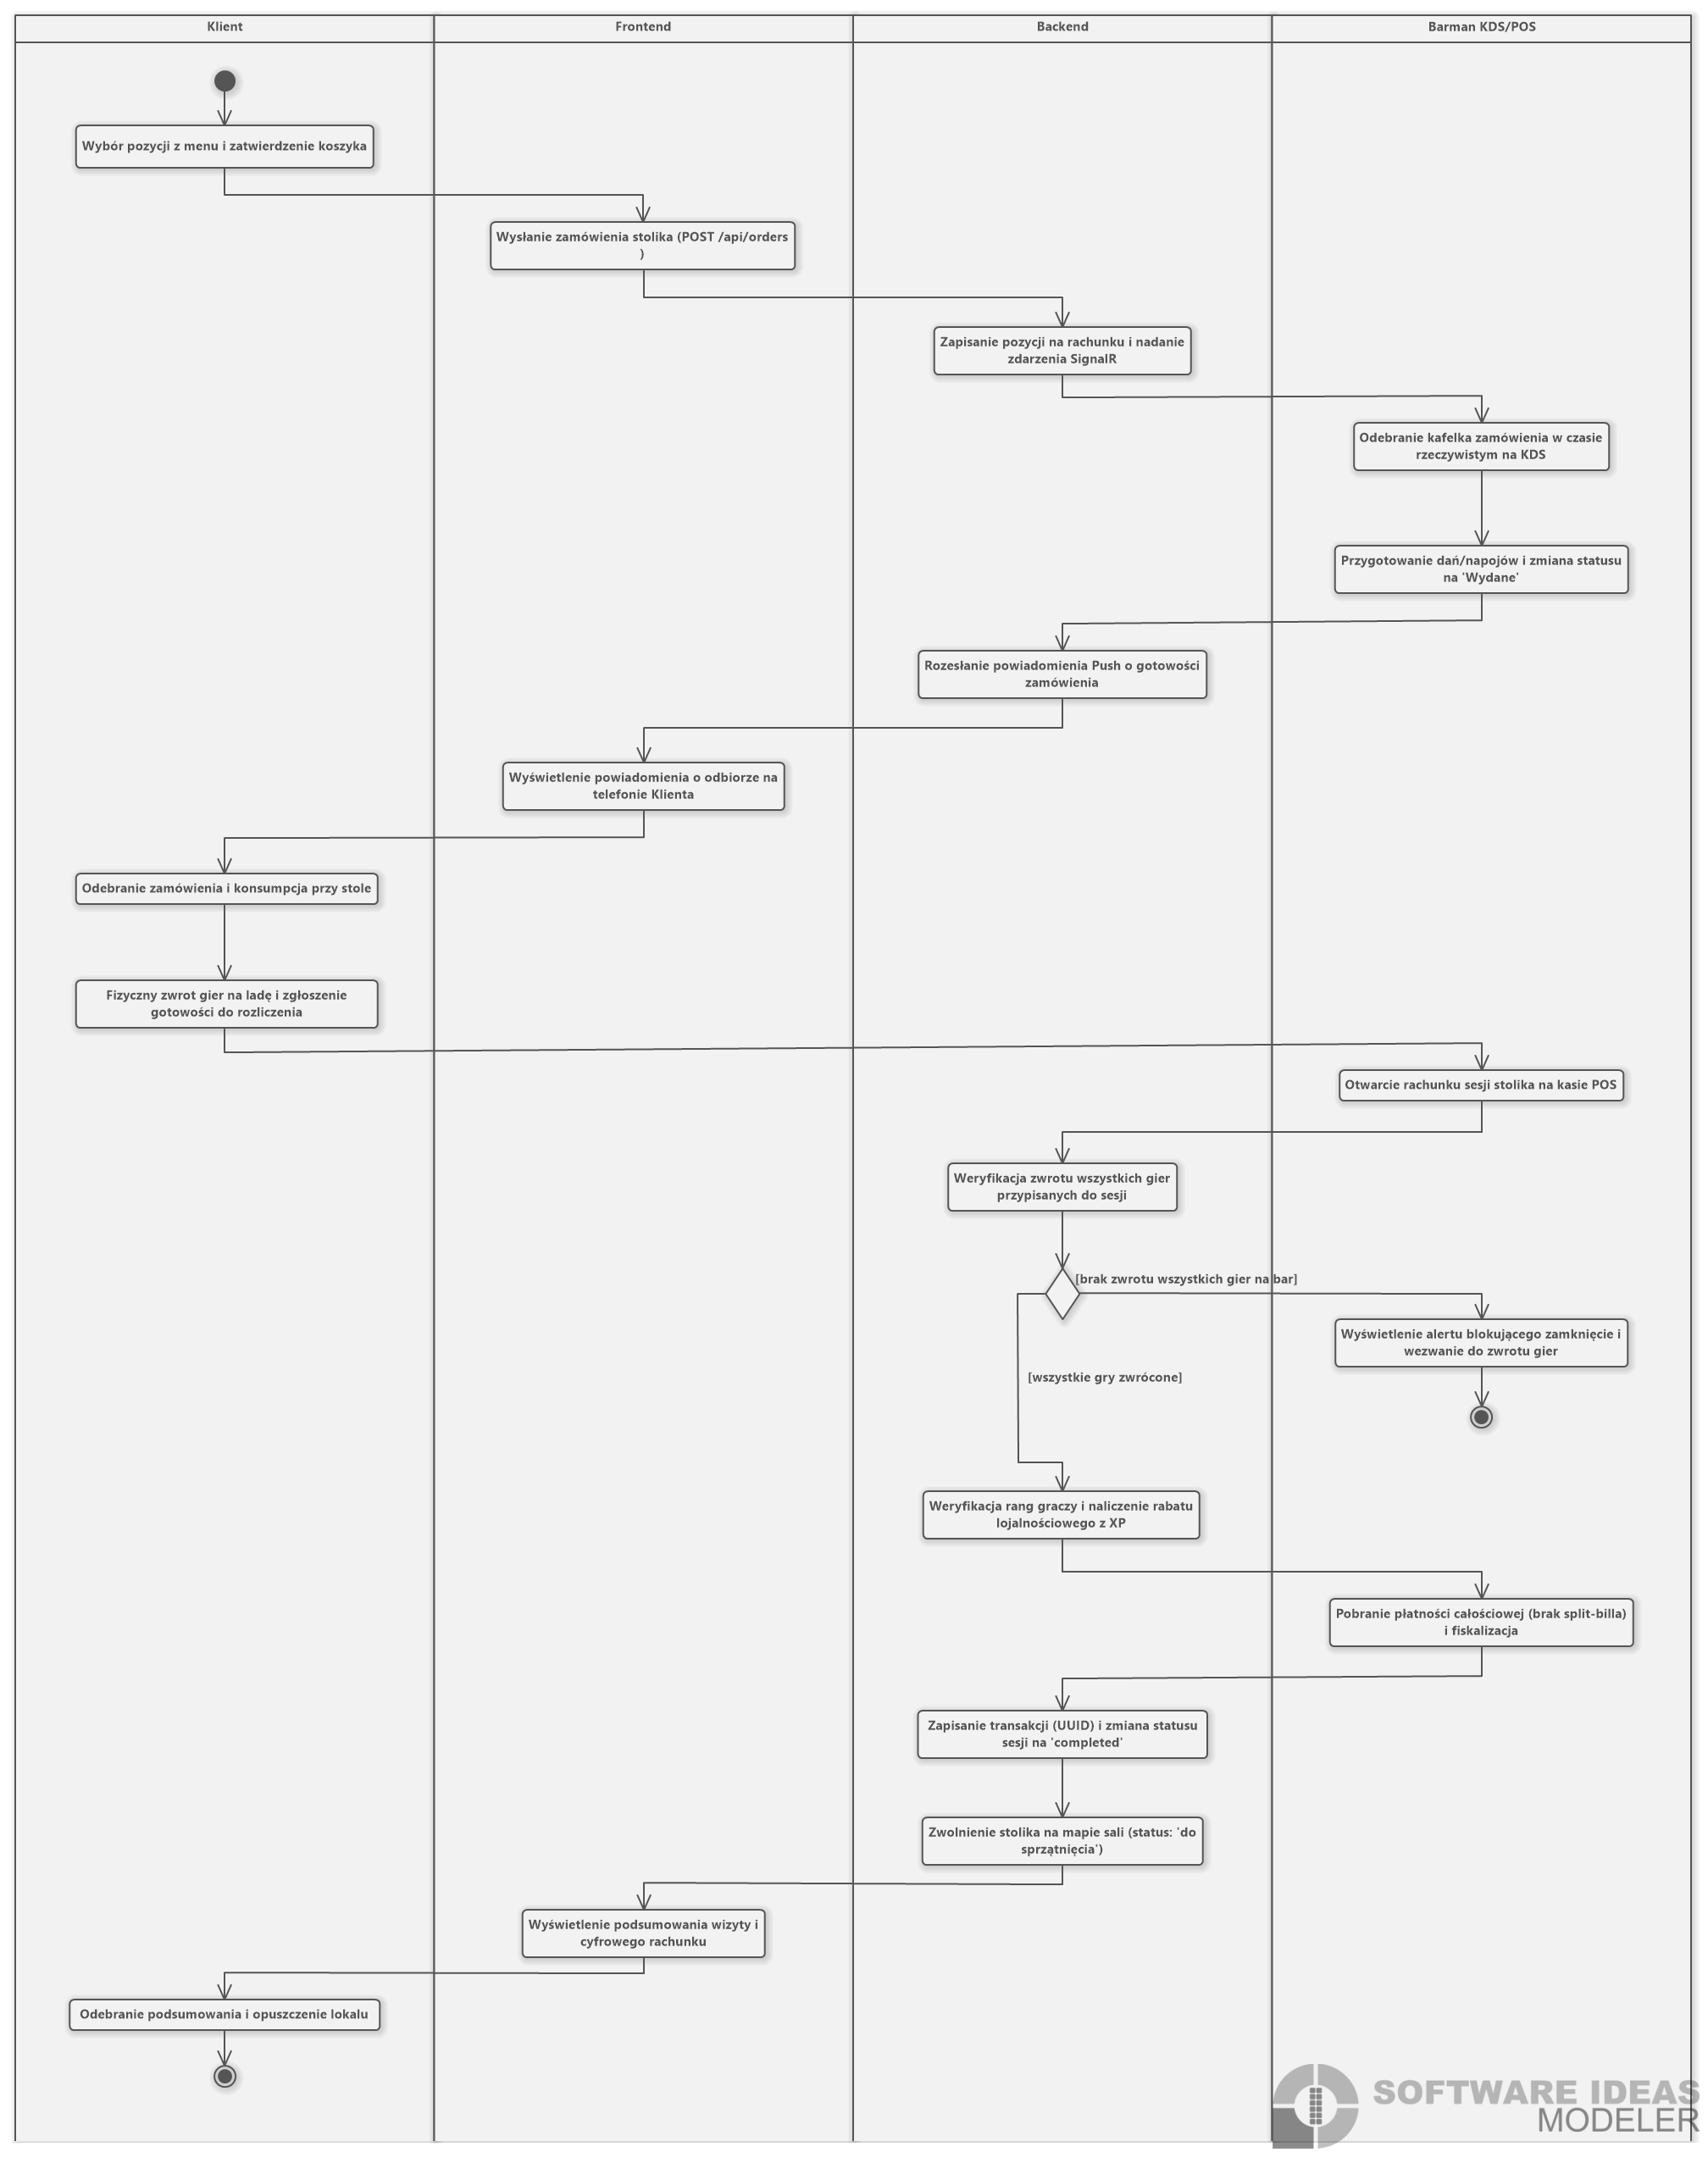 Klient
Frontend
Backend
Barman KDS/POS
Wybór pozycji z menu i zatwierdzenie koszyka
Wysłanie zamówienia stolika (POST /api/orders
)
Zapisanie pozycji na rachunku i nadanie
zdarzenia SignalR
Odebranie kafelka zamówienia w czasie
rzeczywistym na KDS
Przygotowanie dań/napojów i zmiana statusu
na 'Wydane'
Rozesłanie powiadomienia Push o gotowości
zamówienia
Wyświetlenie powiadomienia o odbiorze na
telefonie Klienta
Odebranie zamówienia i konsumpcja przy stole
Fizyczny zwrot gier na ladę i zgłoszenie
gotowości do rozliczenia
Otwarcie rachunku sesji stolika na kasie POS
Weryfikacja zwrotu wszystkich gier
przypisanych do sesji
[brak zwrotu wszystkich gier na bar]
Wyświetlenie alertu blokującego zamknięcie i
wezwanie do zwrotu gier
[wszystkie gry zwrócone]
Weryfikacja rang graczy i naliczenie rabatu
lojalnościowego z XP
Pobranie płatności całościowej (brak split-billa)
i fiskalizacja
Zapisanie transakcji (UUID) i zmiana statusu
sesji na 'completed'
Zwolnienie stolika na mapie sali (status: 'do
sprzątnięcia')
Wyświetlenie podsumowania wizyty i
cyfrowego rachunku
Odebranie podsumowania i opuszczenie lokalu
SOFTWARE IDEAS
MODELER